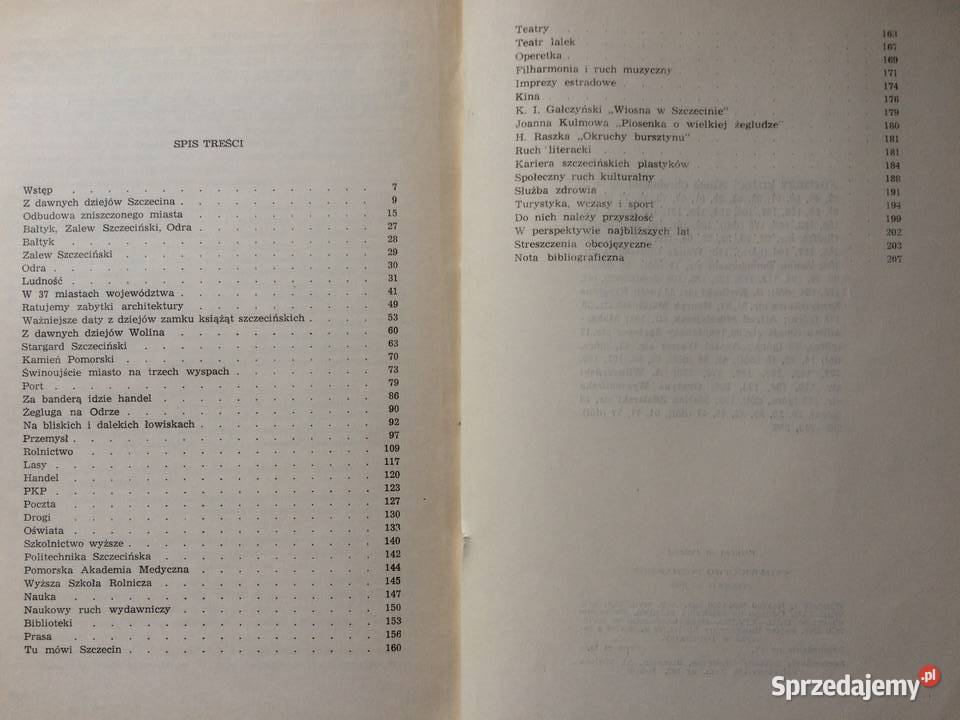 SPIS TREŚCI
Wstęp . . . . . . . . . . . . . . . . . 7
Z dawnych dziejów Szczecina . . . . . . . . . 9
Odbudowa zniszczonego miasta . . . . . . . . . 15
Bałtyk, Zalew Szczeciński, Odra . . . . . . . . 27
Bałtyk . . . . . . . . . . . . . . . . 28
Zalew Szczeciński . . . . . . . . . . . . . 29
Odra . . . . . . . . . . . . . . . . . 30
Ludność . . . . . . . . . . . . . . . . 31
W 37 miastach województwa . . . . . . . . . . 41
Ratujemy zabytki architektury . . . . . . . . . 49
Ważniejsze daty z dziejów zamku książąt szczecińskich . . . 53
Z dawnych dziejów Wolina . . . . . . . . . . 60
Stargard Szczeciński . . . . . . . . . . . . 63
Kamień Pomorski . . . . . . . . . . . . . 70
Świnoujście miasto na trzech wyspach . . . . . . . 73
Port . . . . . . . . . . . . . . . . . 79
Za banderą idzie handel . . . . . . . . . . . 86
Żegluga na Odrze . . . . . . . . . . . . . 90
Na bliskich i dalekich łowiskach . . . . . . . . . 92
Przemysł . . . . . . . . . . . . . . . . 97
Rolnictwo . . . . . . . . . . . . . . . 109
Lasy . . . . . . . . . . . . . . . . . 117
Handel . . . . . . . . . . . . . . . . 120
PKP . . . . . . . . . . . . . . . . . 123
Poczta . . . . . . . . . . . . . . . . 127
Drogi . . . . . . . . . . . . . . . . . 130
Oświata . . . . . . . . . . . . . . . . 133
Szkolnictwo wyższe . . . . . . . . . . . . . 140
Politechnika Szczecińska . . . . . . . . . . . 142
Pomorska Akademia Medyczna . . . . . . . . . 144
Wyższa Szkoła Rolnicza . . . . . . . . . . . 145
Nauka . . . . . . . . . . . . . . . . 147
Naukowy ruch wydawniczy . . . . . . . . . . 150
Biblioteki . . . . . . . . . . . . . . . 153
Prasa . . . . . . . . . . . . . . . . 156
Tu mówi Szczecin . . . . . . . . . . . . . 160
Teatry . . . . . . . . . . . . . . . . 163
Teatr lalek . . . . . . . . . . . . . . . 167
Operetka . . . . . . . . . . . . . . . . 169
Filharmonia i ruch muzyczny . . . . . . . . . 171
Imprezy estradowe . . . . . . . . . . . . . 174
Kina . . . . . . . . . . . . . . . . . 176
K. I. Gałczyński „Wiosna w Szczecinie" . . . . . . . 179
Joanna Kulmowa „Piosenka o wielkiej żegludze" . . . . 180
H. Raszka „Okruchy bursztynu" . . . . . . . . . 181
Ruch literacki . . . . . . . . . . . . . . 181
Kariera szczecińskich plastyków . . . . . . . . . 184
Społeczny ruch kulturalny . . . . . . . . . . 188
Służba zdrowia . . . . . . . . . . . . . . 191
Turystyka, wczasy i sport . . . . . . . . . . 194
Do nich należy przyszłość . . . . . . . . . . 199
W perspektywie najbliższych lat . . . . . . . . . 202
Streszczenia obcojęzyczne . . . . . . . . . . 203
Nota bibliograficzna . . . . . . . . . . . . 207
Sprzedajemy.pl